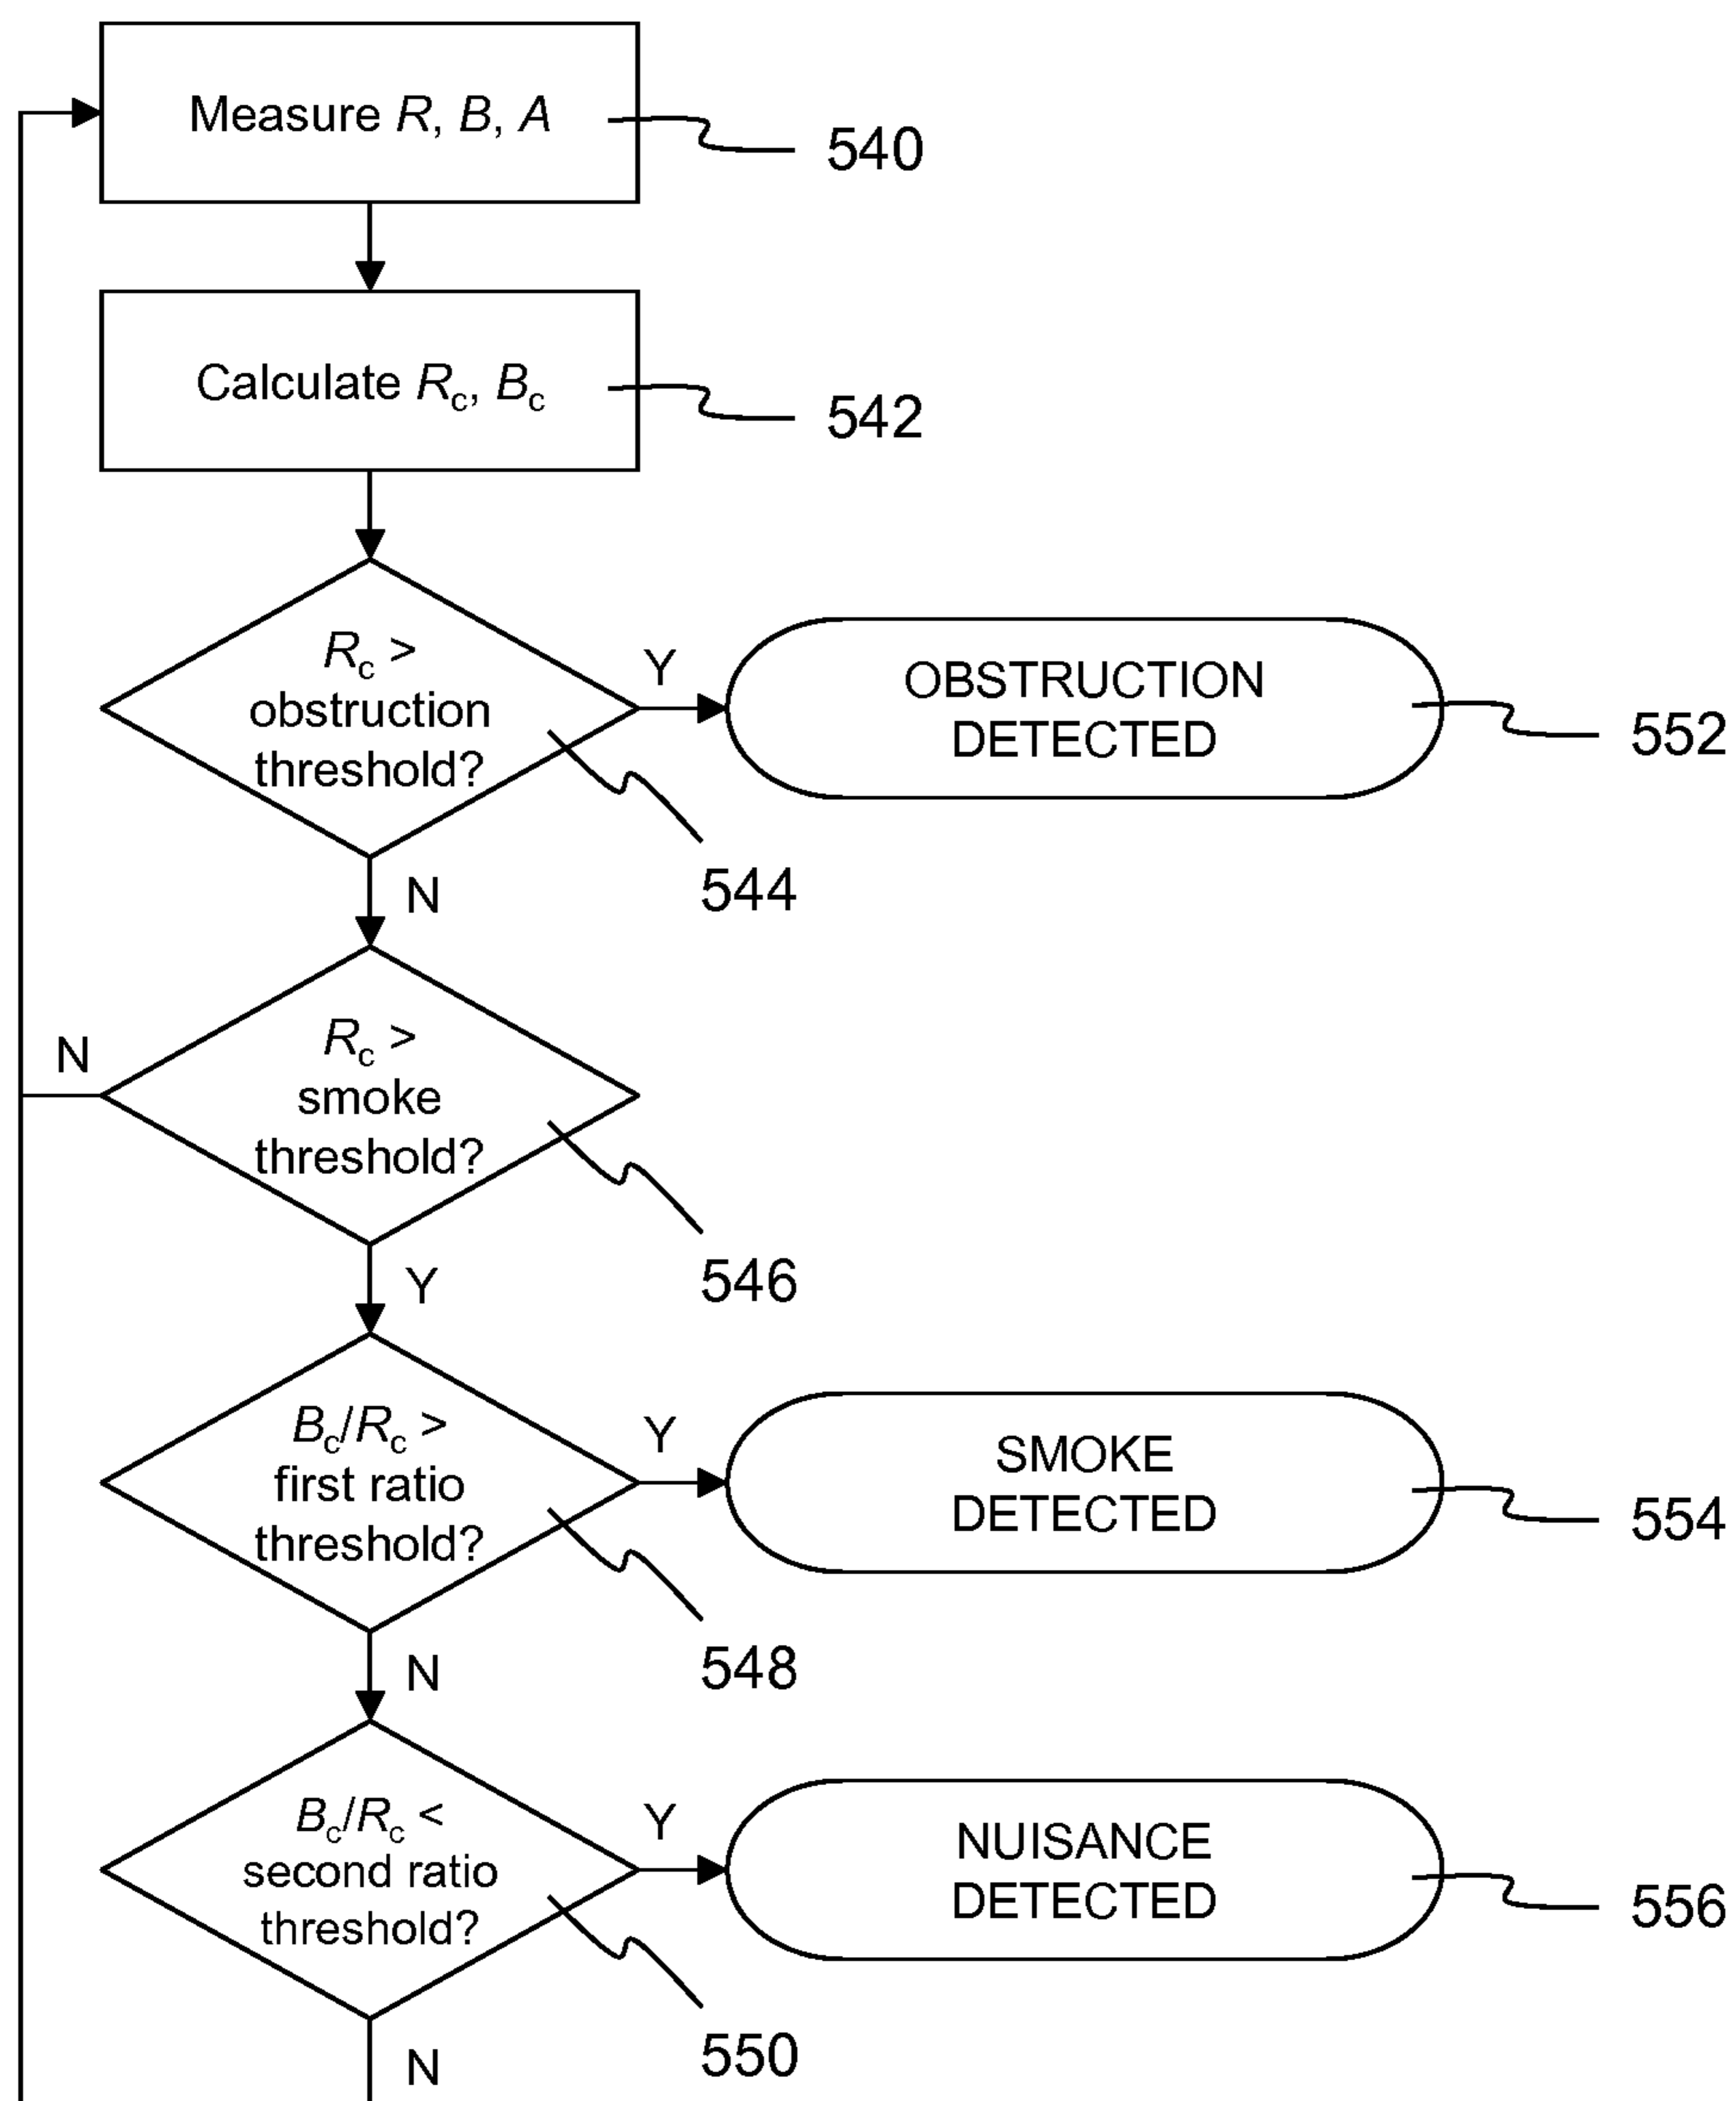 Measure R, B, A
540
Calculate Rc, Bc
542
Rc >
obstruction
threshold?
Y
OBSTRUCTION
DETECTED
552
544
N
Rc >
smoke
threshold?
N
546
Y
Bc/Rc >
first ratio
threshold?
Y
SMOKE
DETECTED
554
548
N
Bc/Rc <
second ratio
threshold?
Y
NUISANCE
DETECTED
556
550
N